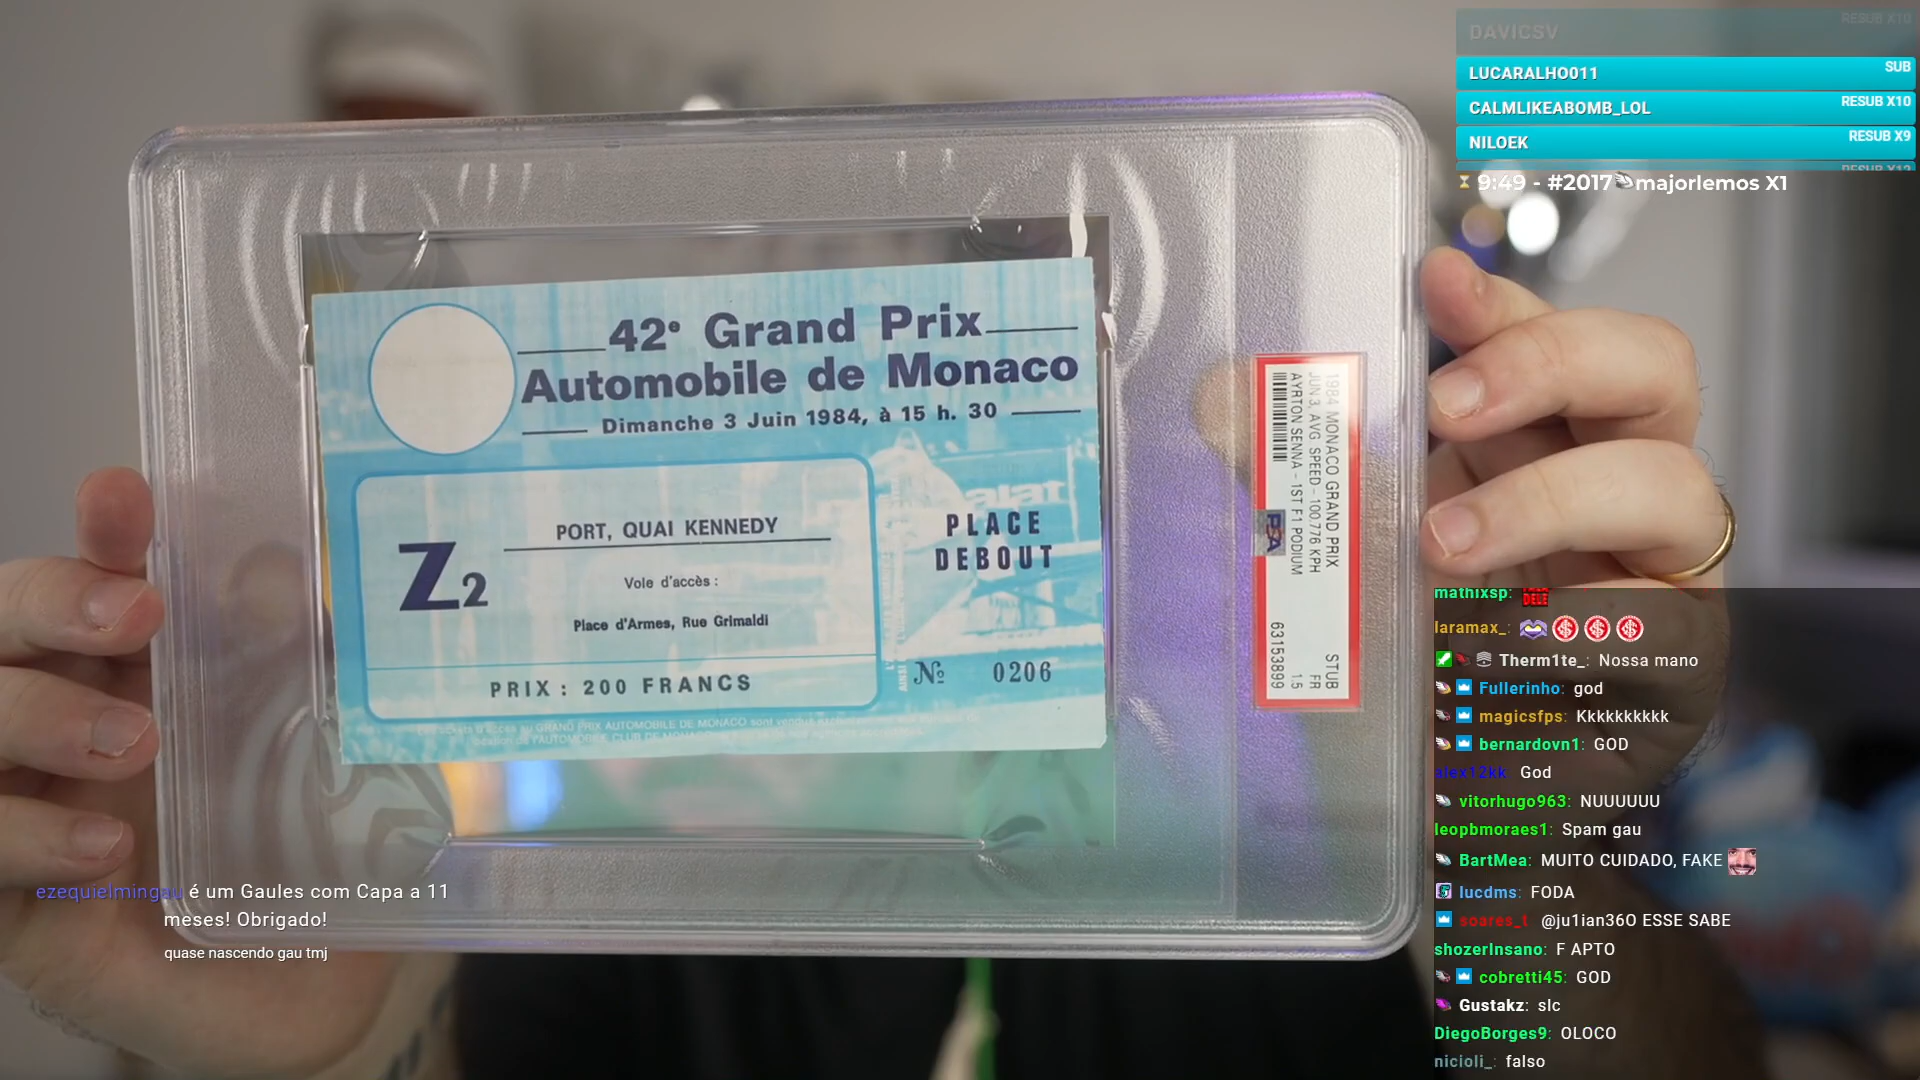 42e Grand Prix
Automobile de Monaco
Dimanche 3 Juin 1984, à 15 h. 30
Z2
PORT, QUAI KENNEDY
Voie d'accès :
Place d'Armes, Rue Grimaldi
PRIX : 200 FRANCS
PLACE
DEBOUT
№ 0206
1984 MONACO GRAND PRIX STUB
JUN 3, AVG SPEED - 100.776 KPH FR
AYRTON SENNA - 1ST F1 PODIUM 1.5
63153899
PSA
DAVICSV RESUB X10
LUCARALHO011 SUB
CALMLIKEABOMB_LOL RESUB X10
NILOEK RESUB X9
9:49 - #2017 majorlemos X1
mathixsp:
laramax_:
Therm1te_: Nossa mano
Fullerinho: god
magicsfps: Kkkkkkkkkk
bernardovn1: GOD
alex12kk: God
vitorhugo963: NUUUUUU
leopbmoraes1: Spam gau
BartMea: MUITO CUIDADO, FAKE
lucdms: FODA
soares_t: @ju1ian36O ESSE SABE
shozerInsano: F APTO
cobretti45: GOD
Gustakz: slc
DiegoBorges9: OLOCO
nicioli_: falso
ezequielmingau é um Gaules com Capa a 11
meses! Obrigado!
quase nascendo gau tmj